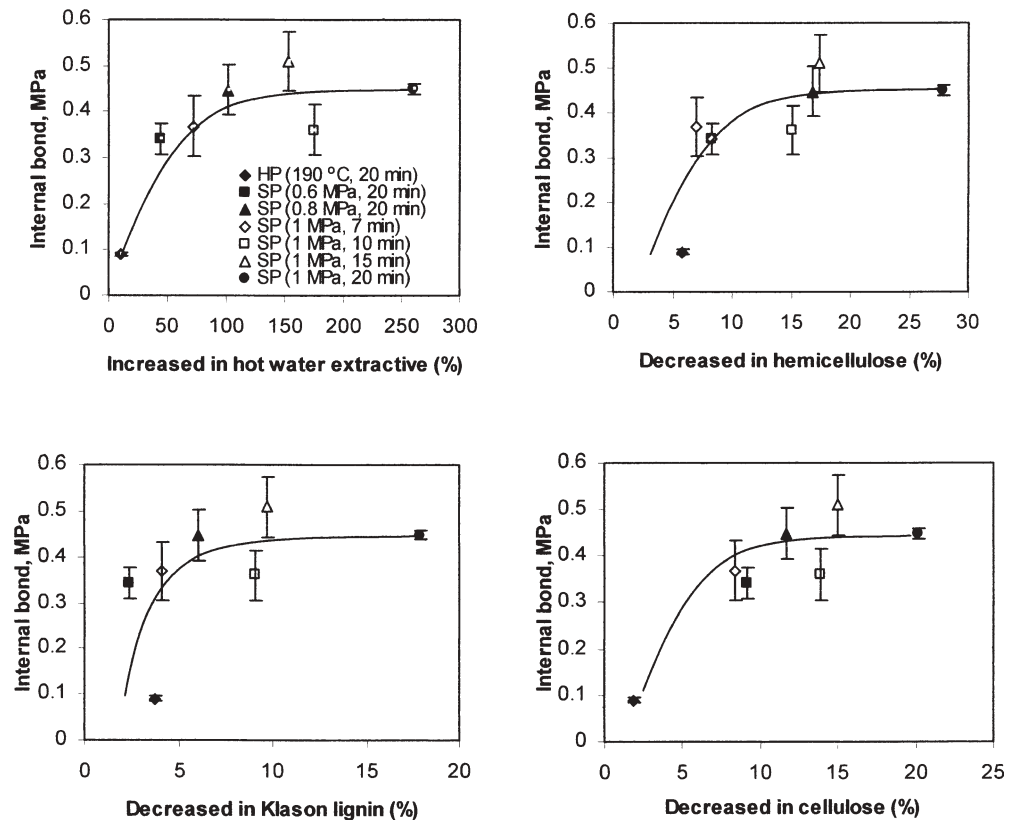 0.6
0.5
0.4
0.3
0.2
0.1
0
Internal bond, MPa
HP (190 °C, 20 min)
SP (0.6 MPa, 20 min)
SP (0.8 MPa, 20 min)
SP (1 MPa, 7 min)
SP (1 MPa, 10 min)
SP (1 MPa, 15 min)
SP (1 MPa, 20 min)
0 50 100 150 200 250 300
Increased in hot water extractive (%)
0.6
0.5
0.4
0.3
0.2
0.1
0
Internal bond, MPa
0 5 10 15 20 25 30
Decreased in hemicellulose (%)
0.6
0.5
0.4
0.3
0.2
0.1
0
Internal bond, MPa
0 5 10 15 20
Decreased in Klason lignin (%)
0.6
0.5
0.4
0.3
0.2
0.1
0
Internal bond, MPa
0 5 10 15 20 25
Decreased in cellulose (%)